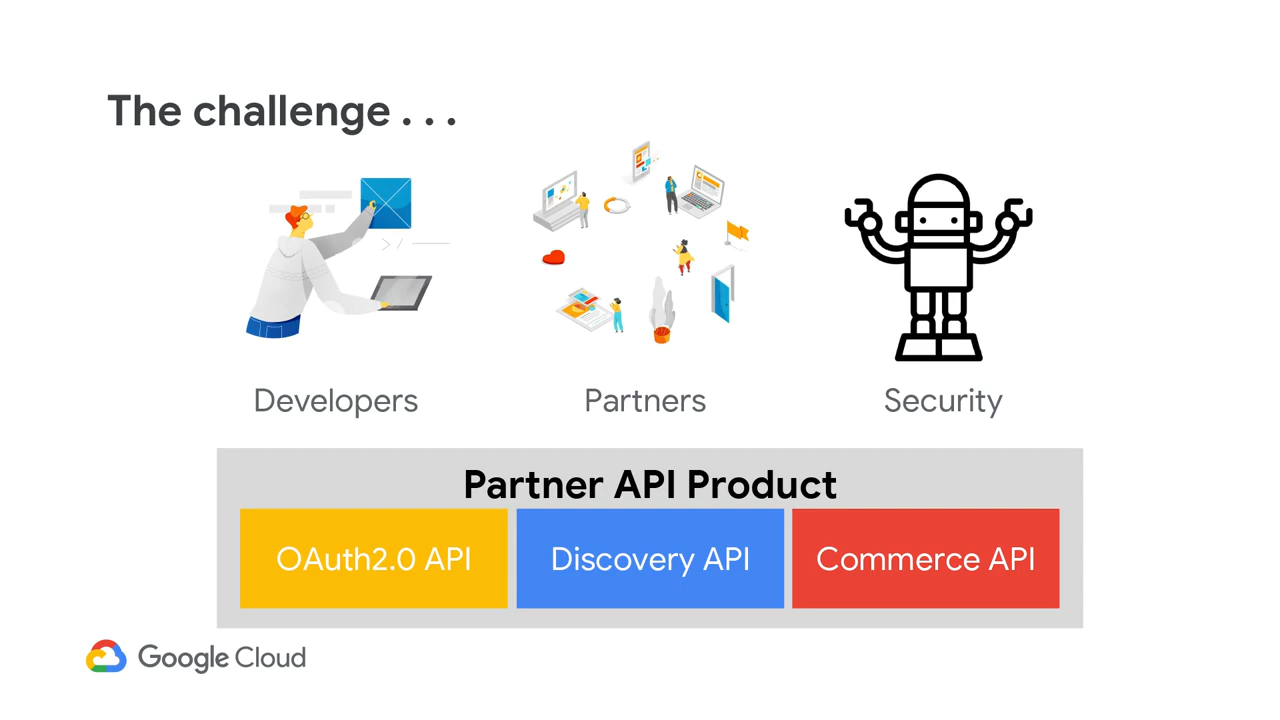 The challenge . . .
Developers
Partners
Security
Partner API Product
OAuth2.0 API
Discovery API
Commerce API
Google Cloud